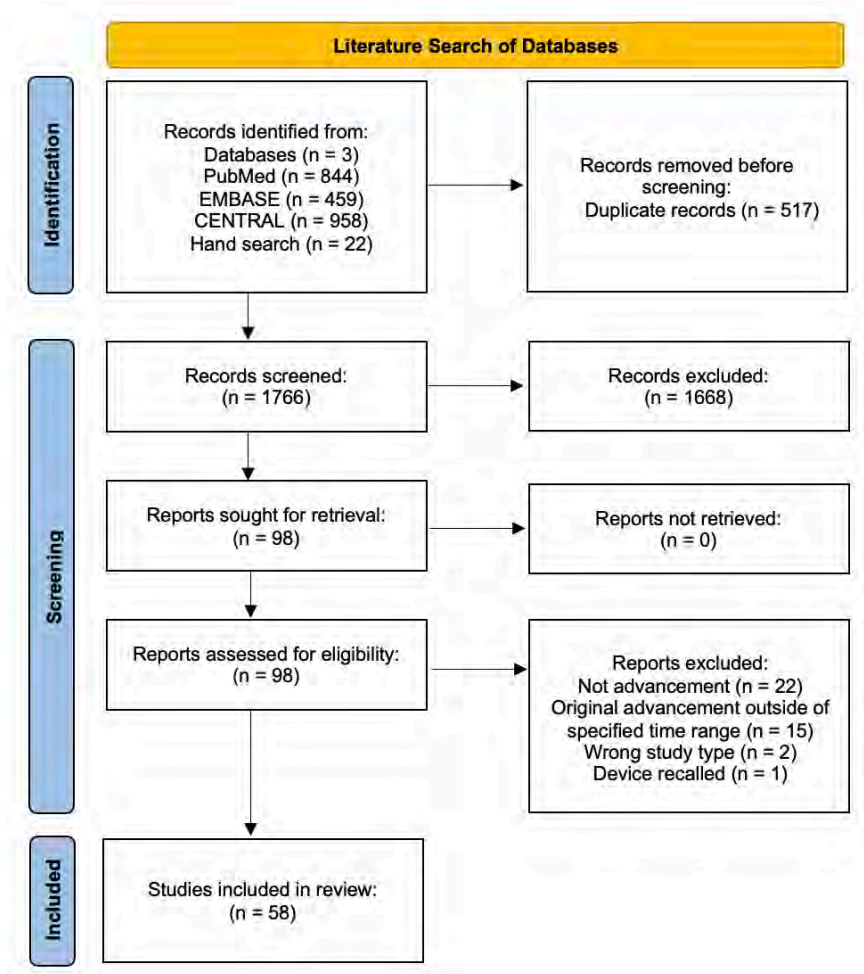 Literature Search of Databases
Identification
Records identified from:
Databases (n = 3)
PubMed (n = 844)
EMBASE (n = 459)
CENTRAL (n = 958)
Hand search (n = 22)
Records removed before
screening:
Duplicate records (n = 517)
Screening
Records screened:
(n = 1766)
Records excluded:
(n = 1668)
Reports sought for retrieval:
(n = 98)
Reports not retrieved:
(n = 0)
Reports assessed for eligibility:
(n = 98)
Reports excluded:
Not advancement (n = 22)
Original advancement outside of
specified time range (n = 15)
Wrong study type (n = 2)
Device recalled (n = 1)
Included
Studies included in review:
(n = 58)